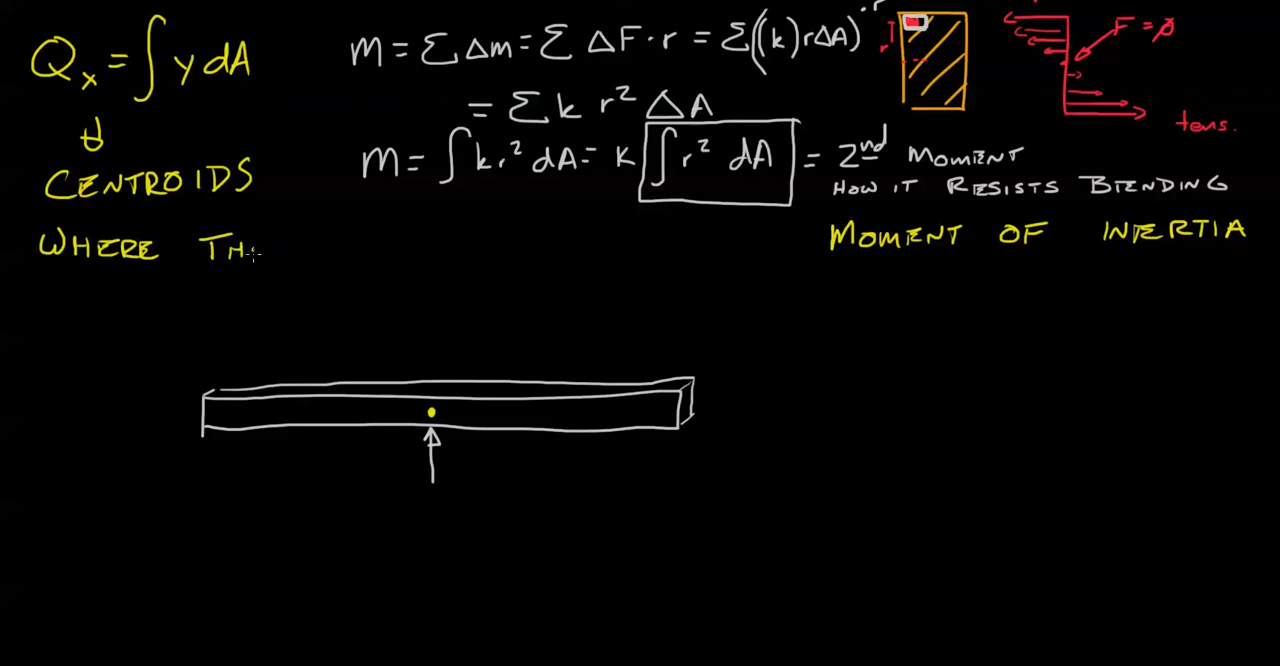 Qx = ∫ y dA
CENTROIDS
WHERE TH
m = Σ Δm = Σ ΔF · r = Σ((k) r ΔA) · r
= Σ k r² ΔA
m = ∫ k r² dA = k ∫ r² dA = 2nd MOMENT
HOW IT RESISTS BENDING
MOMENT OF INERTIA
r
F = ∅
tens.